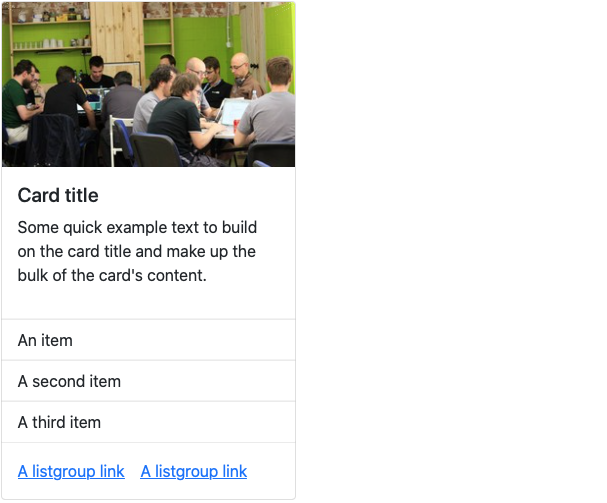 Card title
Some quick example text to build
on the card title and make up the
bulk of the card's content.
An item
A second item
A third item
A listgroup link A listgroup link